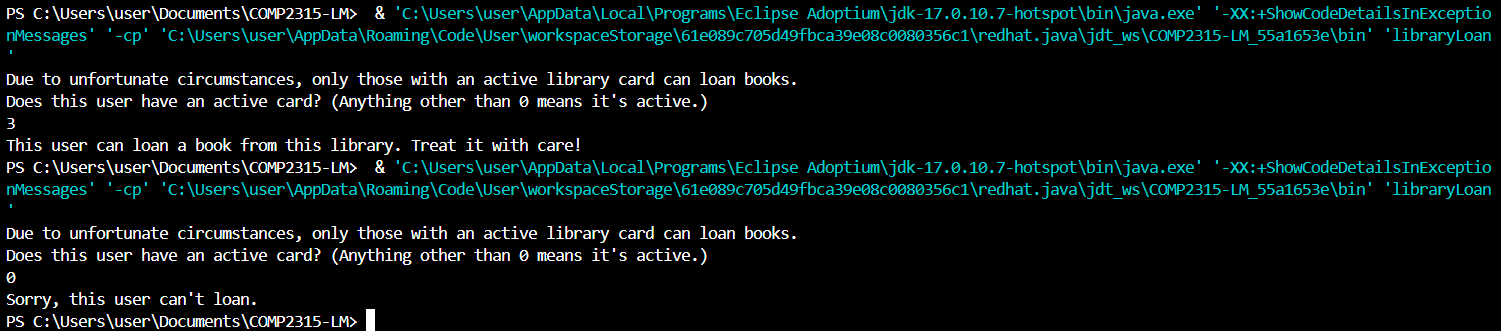 PS C:\Users\user\Documents\COMP2315-LM>  & 'C:\Users\user\AppData\Local\Programs\Eclipse Adoptium\jdk-17.0.10.7-hotspot\bin\java.exe' '-XX:+ShowCodeDetailsInExceptio
nMessages' '-cp' 'C:\Users\user\AppData\Roaming\Code\User\workspaceStorage\61e089c705d49fbca39e08c0080356c1\redhat.java\jdt_ws\COMP2315-LM_55a1653e\bin' 'libraryLoan
'
Due to unfortunate circumstances, only those with an active library card can loan books.
Does this user have an active card? (Anything other than 0 means it's active.)
3
This user can loan a book from this library. Treat it with care!
PS C:\Users\user\Documents\COMP2315-LM>  & 'C:\Users\user\AppData\Local\Programs\Eclipse Adoptium\jdk-17.0.10.7-hotspot\bin\java.exe' '-XX:+ShowCodeDetailsInExceptio
nMessages' '-cp' 'C:\Users\user\AppData\Roaming\Code\User\workspaceStorage\61e089c705d49fbca39e08c0080356c1\redhat.java\jdt_ws\COMP2315-LM_55a1653e\bin' 'libraryLoan
'
Due to unfortunate circumstances, only those with an active library card can loan books.
Does this user have an active card? (Anything other than 0 means it's active.)
0
Sorry, this user can't loan.
PS C:\Users\user\Documents\COMP2315-LM>